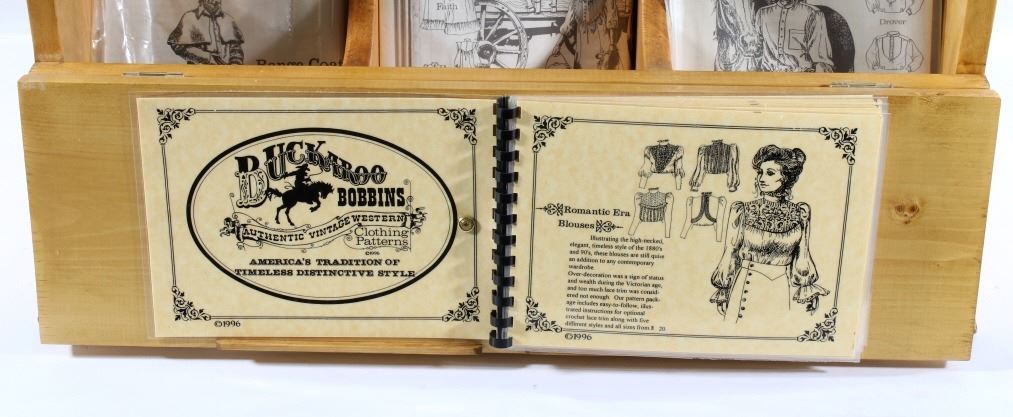 Range Coat
Faith
Drover
BUCKAROO
BOBBINS
AUTHENTIC VINTAGE WESTERN
Clothing
Patterns
©1996
AMERICA'S TRADITION OF
TIMELESS DISTINCTIVE STYLE
©1996
Romantic Era
Blouses
Illustrating the high-necked,
elegant, timeless style of the 1880's
and 90's, these blouses are still quite
an addition to any contemporary
wardrobe.
Over-decoration was a sign of status
and wealth during the Victorian age,
and too much lace trim was consid-
ered not enough. Our pattern pack-
age includes easy-to-follow, illus-
trated instructions for optional
crochet lace trim along with five
different styles and all sizes from 8 20.
©1996